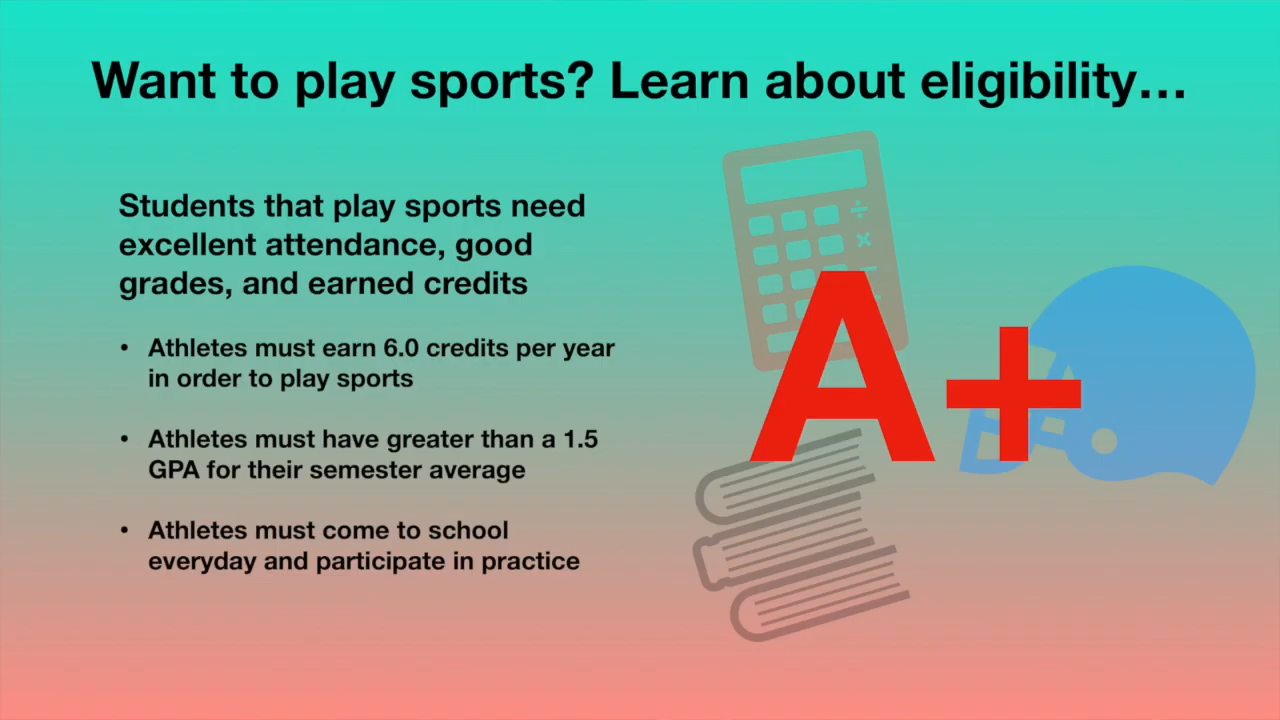 Want to play sports? Learn about eligibility…
Students that play sports need
excellent attendance, good
grades, and earned credits
• Athletes must earn 6.0 credits per year
in order to play sports
• Athletes must have greater than a 1.5
GPA for their semester average
• Athletes must come to school
everyday and participate in practice
A+